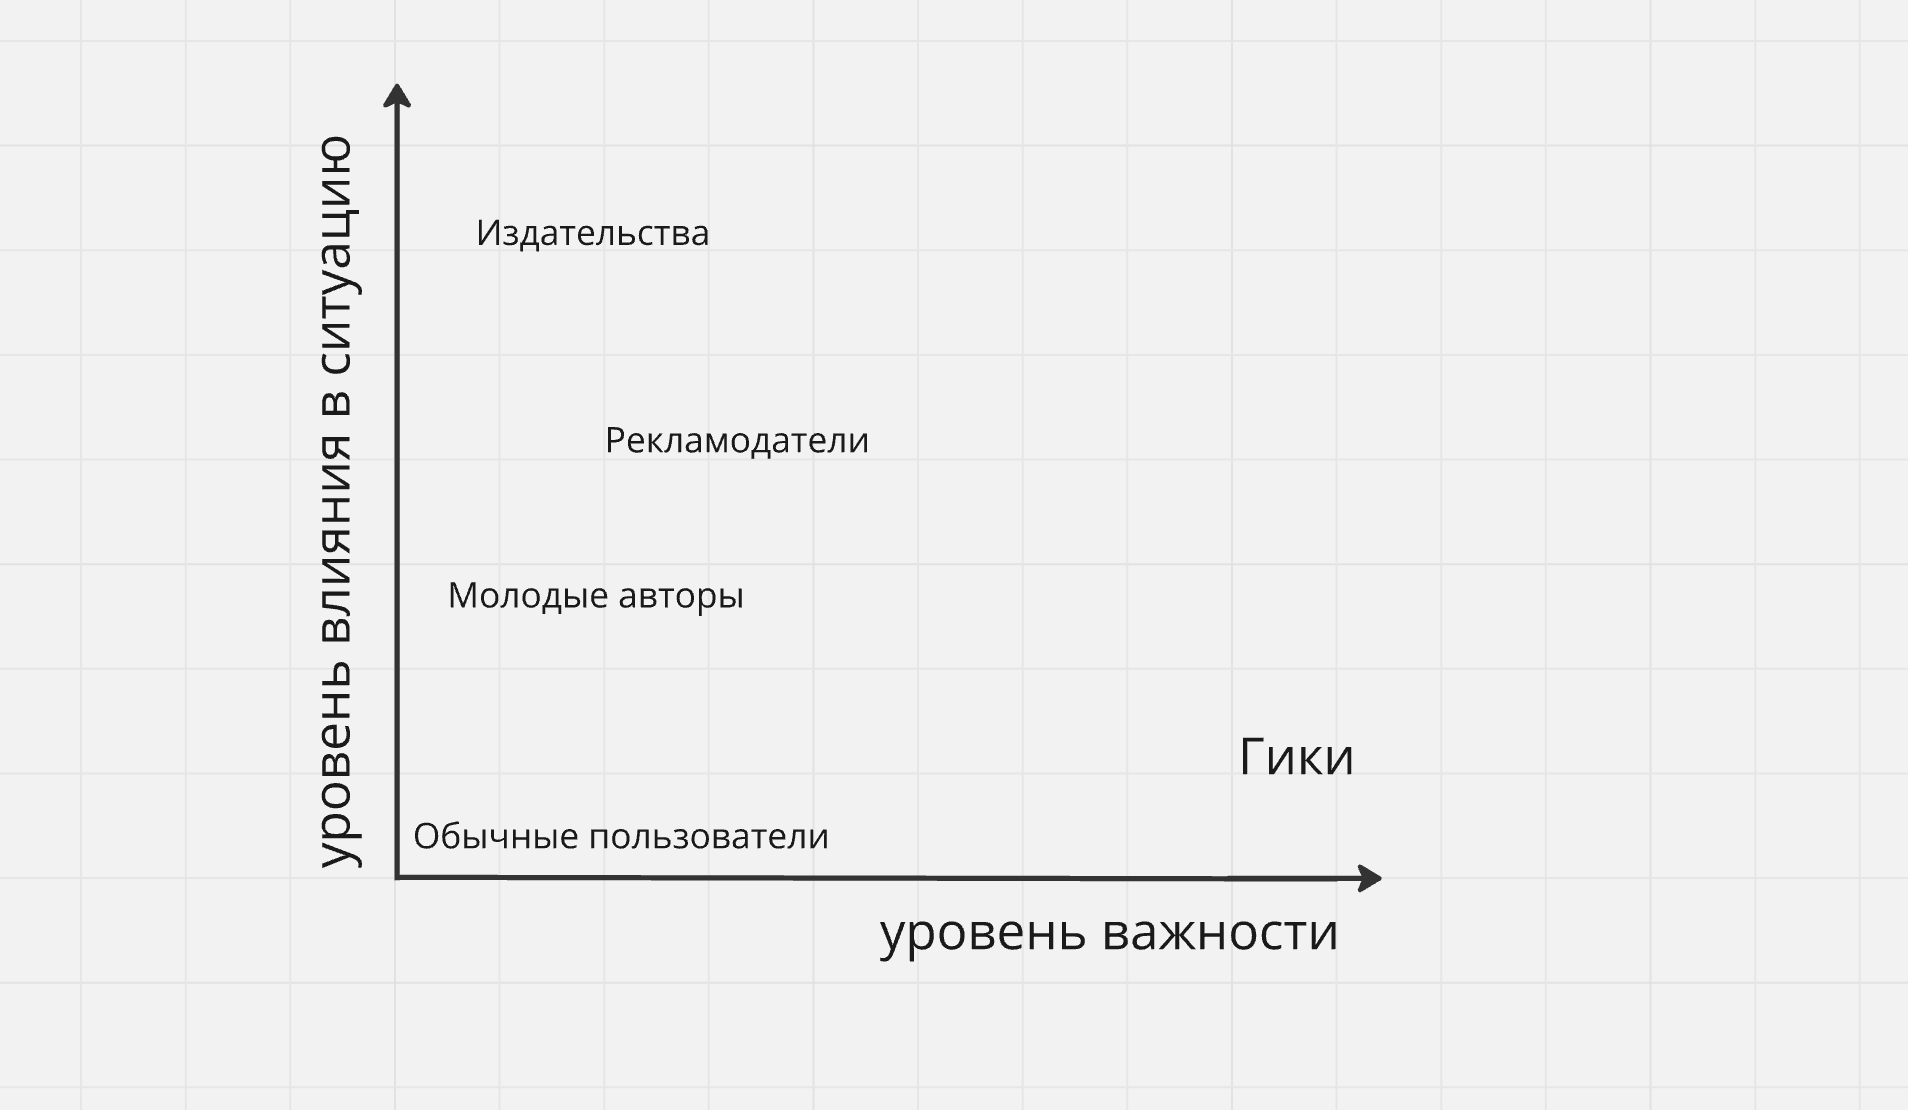 уровень влияния в ситуацию
Издательства
Рекламодатели
Молодые авторы
Гики
Обычные пользователи
уровень важности